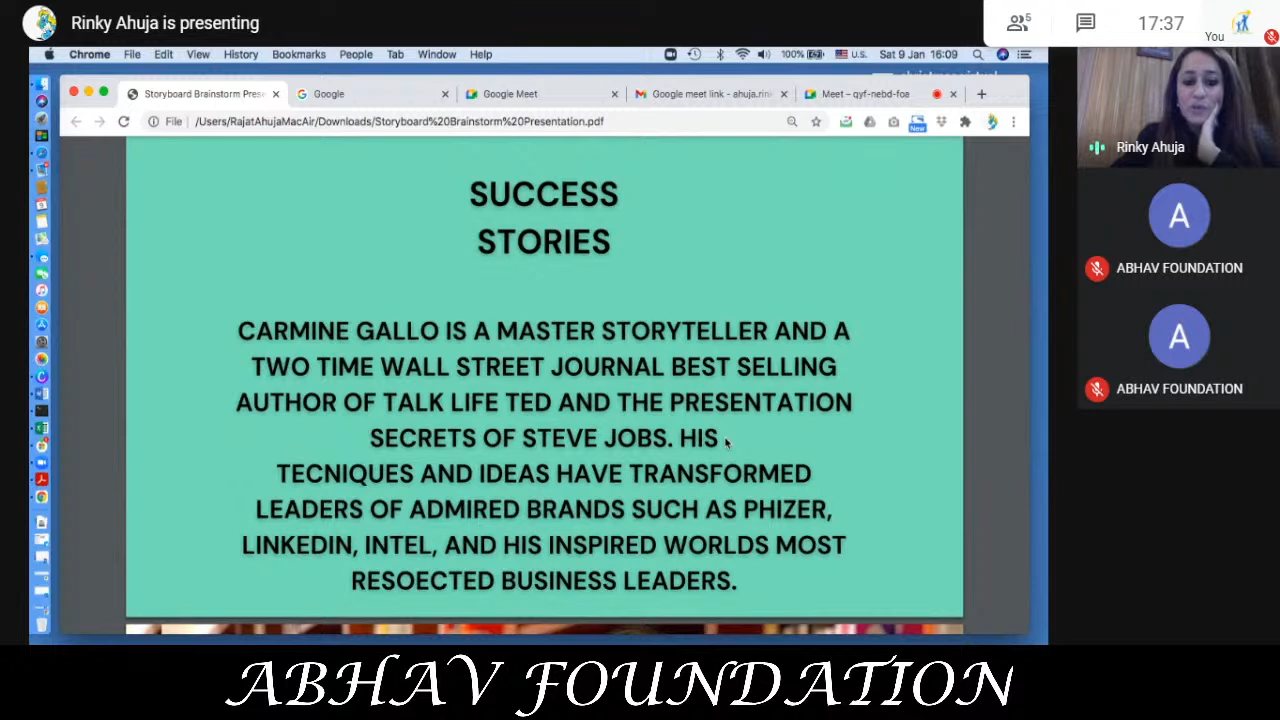 Rinky Ahuja is presenting
5
17:37
You
Chrome File Edit View History Bookmarks People Tab Window Help
100% U.S. Sat 9 Jan 16:09
Storyboard Brainstorm Prese
Google
Google Meet
Google meet link - ahuja.rin
Meet - qyf-nebd-foe
File /Users/RajatAhujaMacAir/Downloads/Storyboard%20Brainstorm%20Presentation.pdf
New
SUCCESS
STORIES
CARMINE GALLO IS A MASTER STORYTELLER AND A
TWO TIME WALL STREET JOURNAL BEST SELLING
AUTHOR OF TALK LIFE TED AND THE PRESENTATION
SECRETS OF STEVE JOBS. HIS
TECNIQUES AND IDEAS HAVE TRANSFORMED
LEADERS OF ADMIRED BRANDS SUCH AS PHIZER,
LINKEDIN, INTEL, AND HIS INSPIRED WORLDS MOST
RESOECTED BUSINESS LEADERS.
Rinky Ahuja
A
ABHAV FOUNDATION
A
ABHAV FOUNDATION
ABHAV FOUNDATION